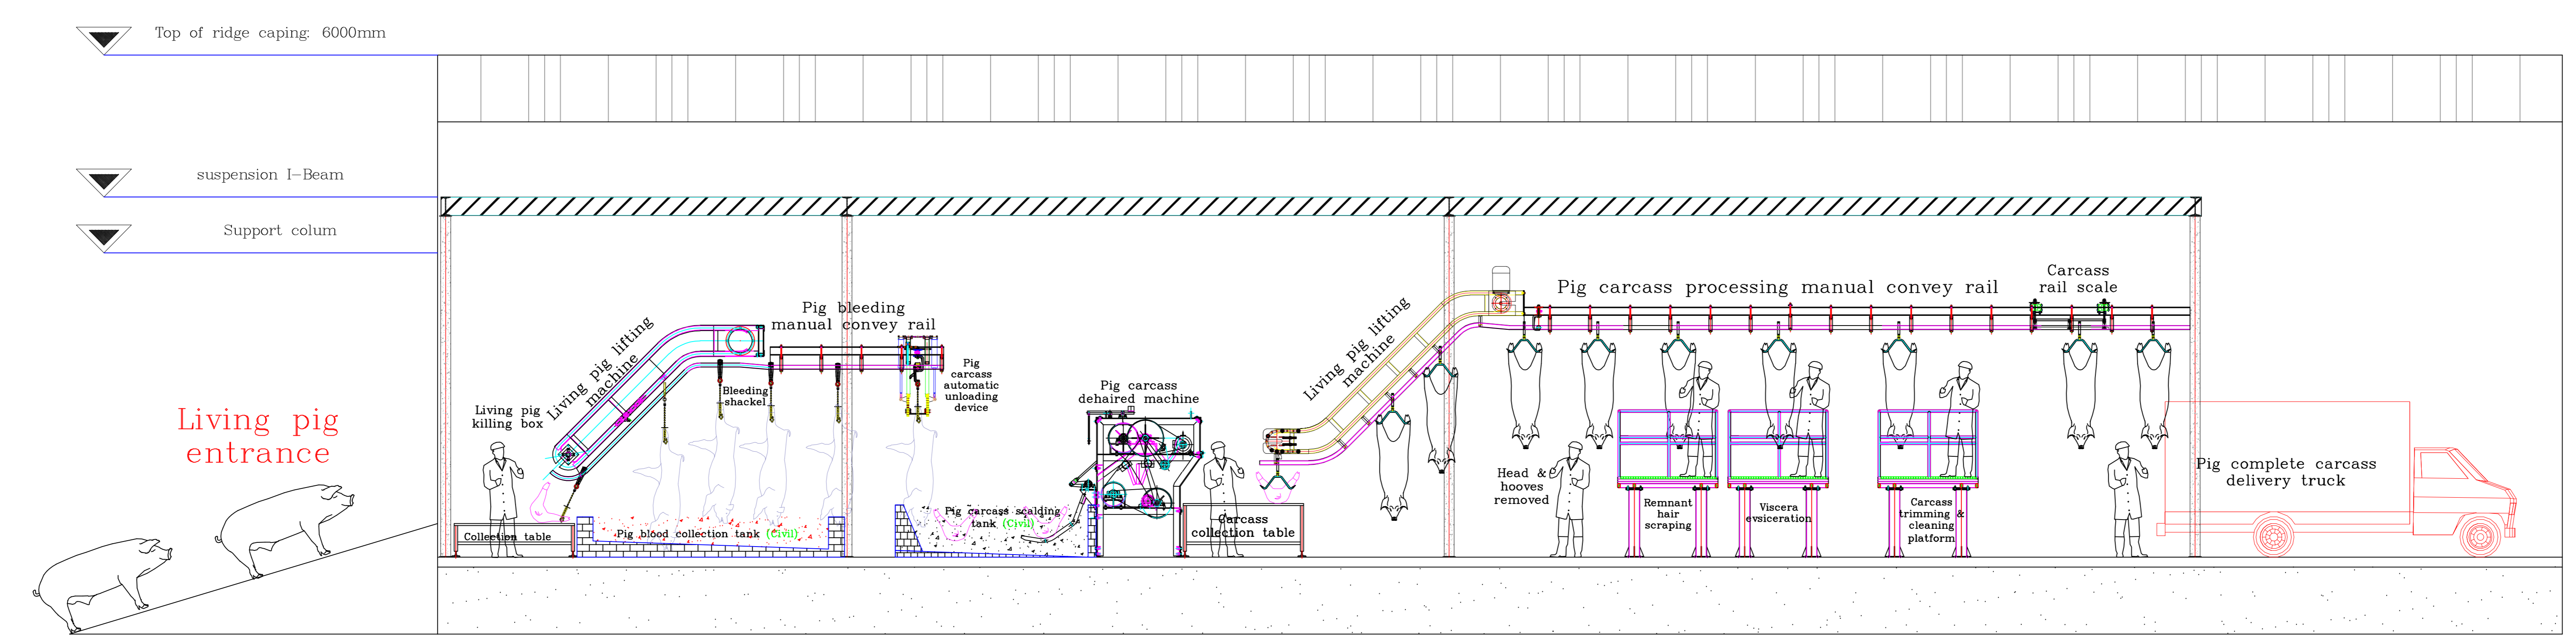 Top of ridge caping: 6000mm
suspension I-Beam
Support colum
Living pig
entrance
Living pig
killing box
Collection table
Living pig lifting
machine
Pig bleeding
manual convey rail
Bleeding
shackel
Pig blood collection tank (Civil)
Pig
carcass
automatic
unloading
device
Pig carcass scalding
tank (Civil)
Pig carcass
dehaired machine
Carcass
collection table
Living pig lifting
machine
Pig carcass processing manual convey rail
Carcass
rail scale
Head &
hooves
removed
Remnant
hair
scraping
Viscera
evsiceration
Carcass
trimming &
cleaning
platform
Pig complete carcass
delivery truck